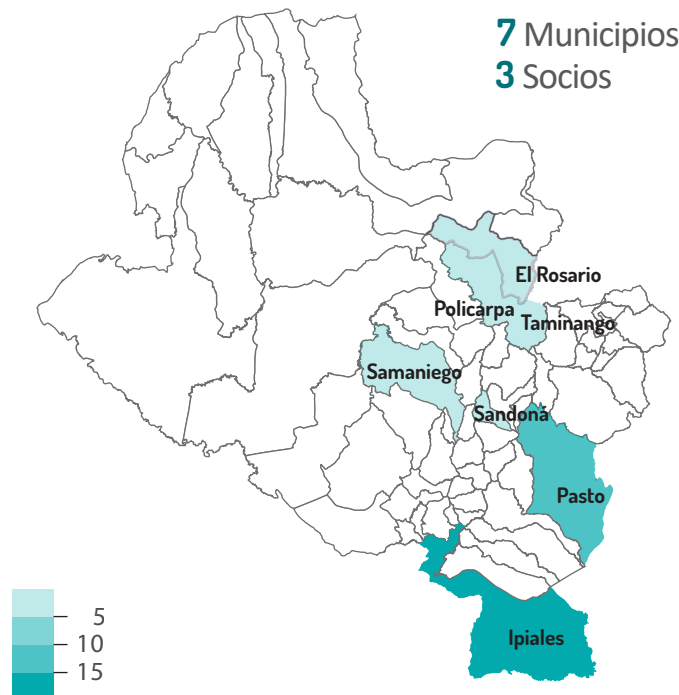 7 Municipios
3 Socios
El Rosario
Policarpa
Taminango
Samaniego
Sandoná
Pasto
Ipiales
5
10
15